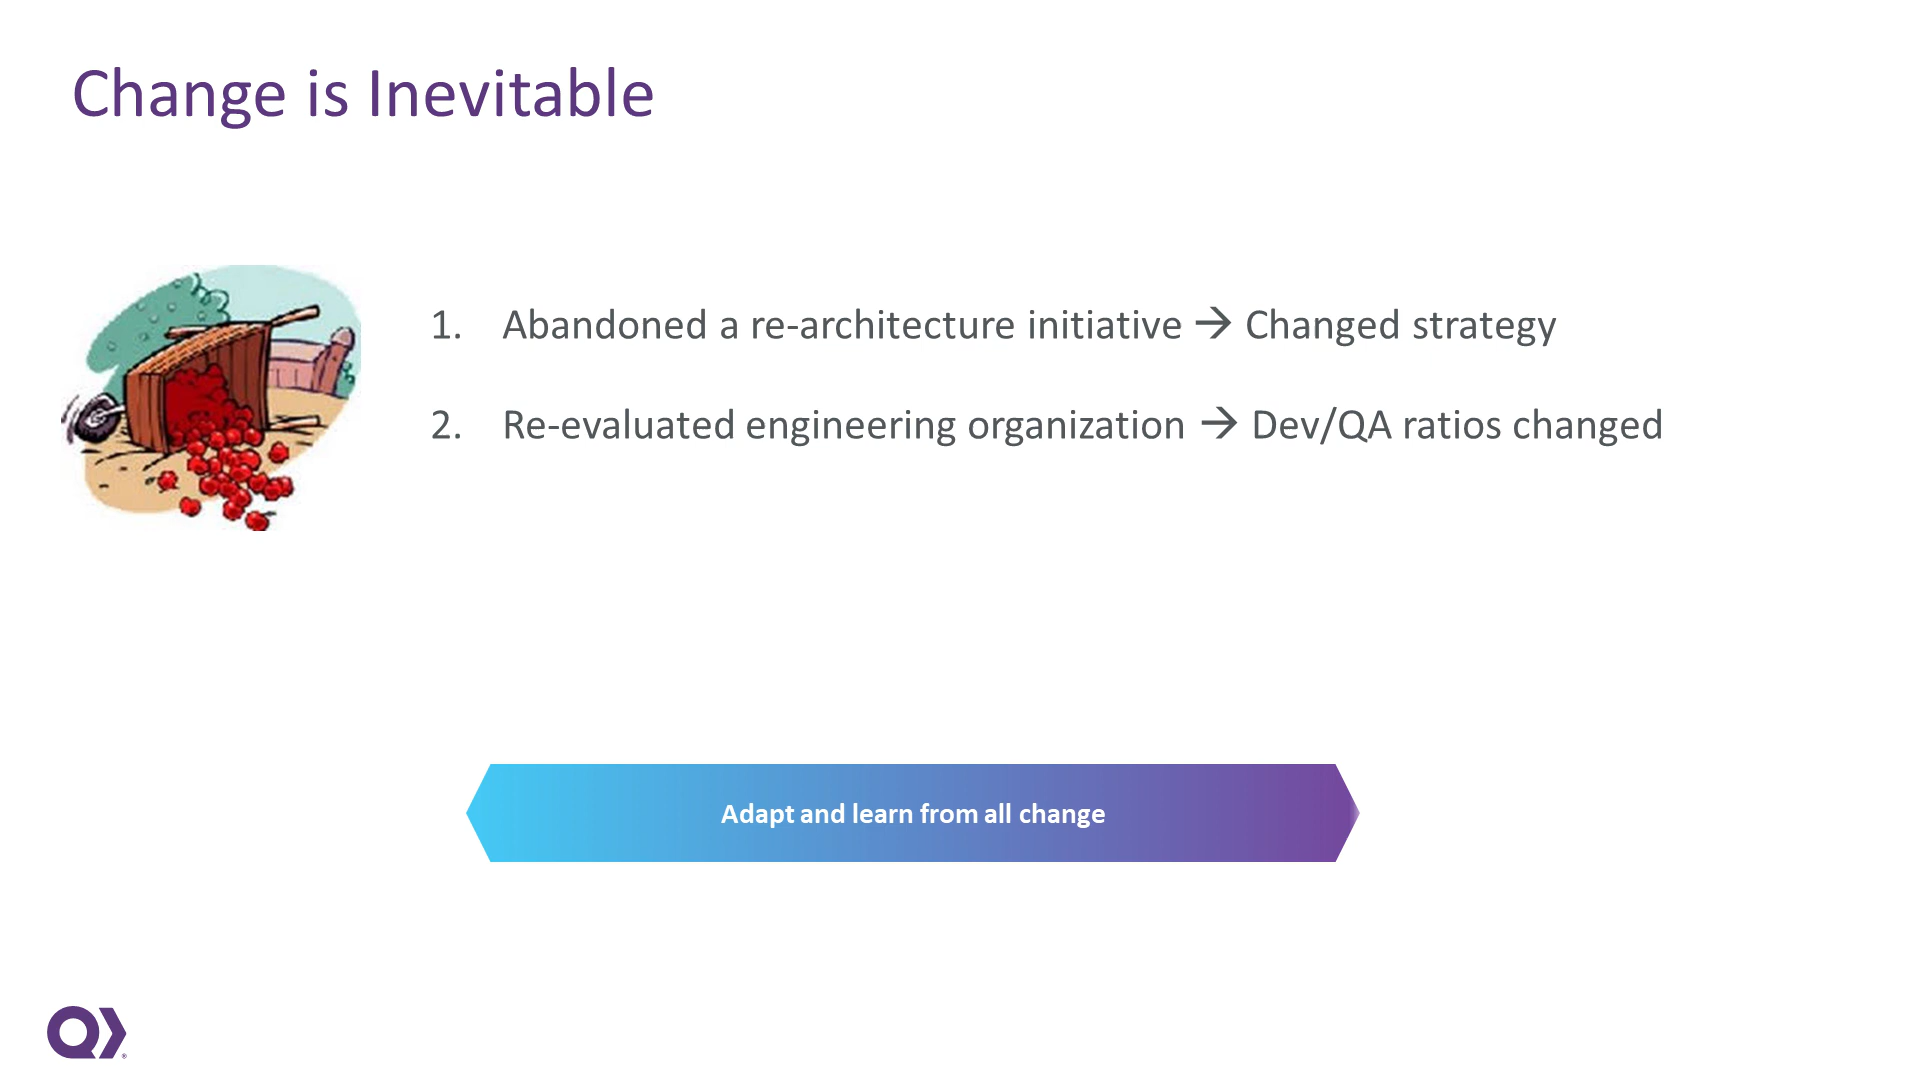 Change is Inevitable
1. Abandoned a re-architecture initiative → Changed strategy
2. Re-evaluated engineering organization → Dev/QA ratios changed
Adapt and learn from all change